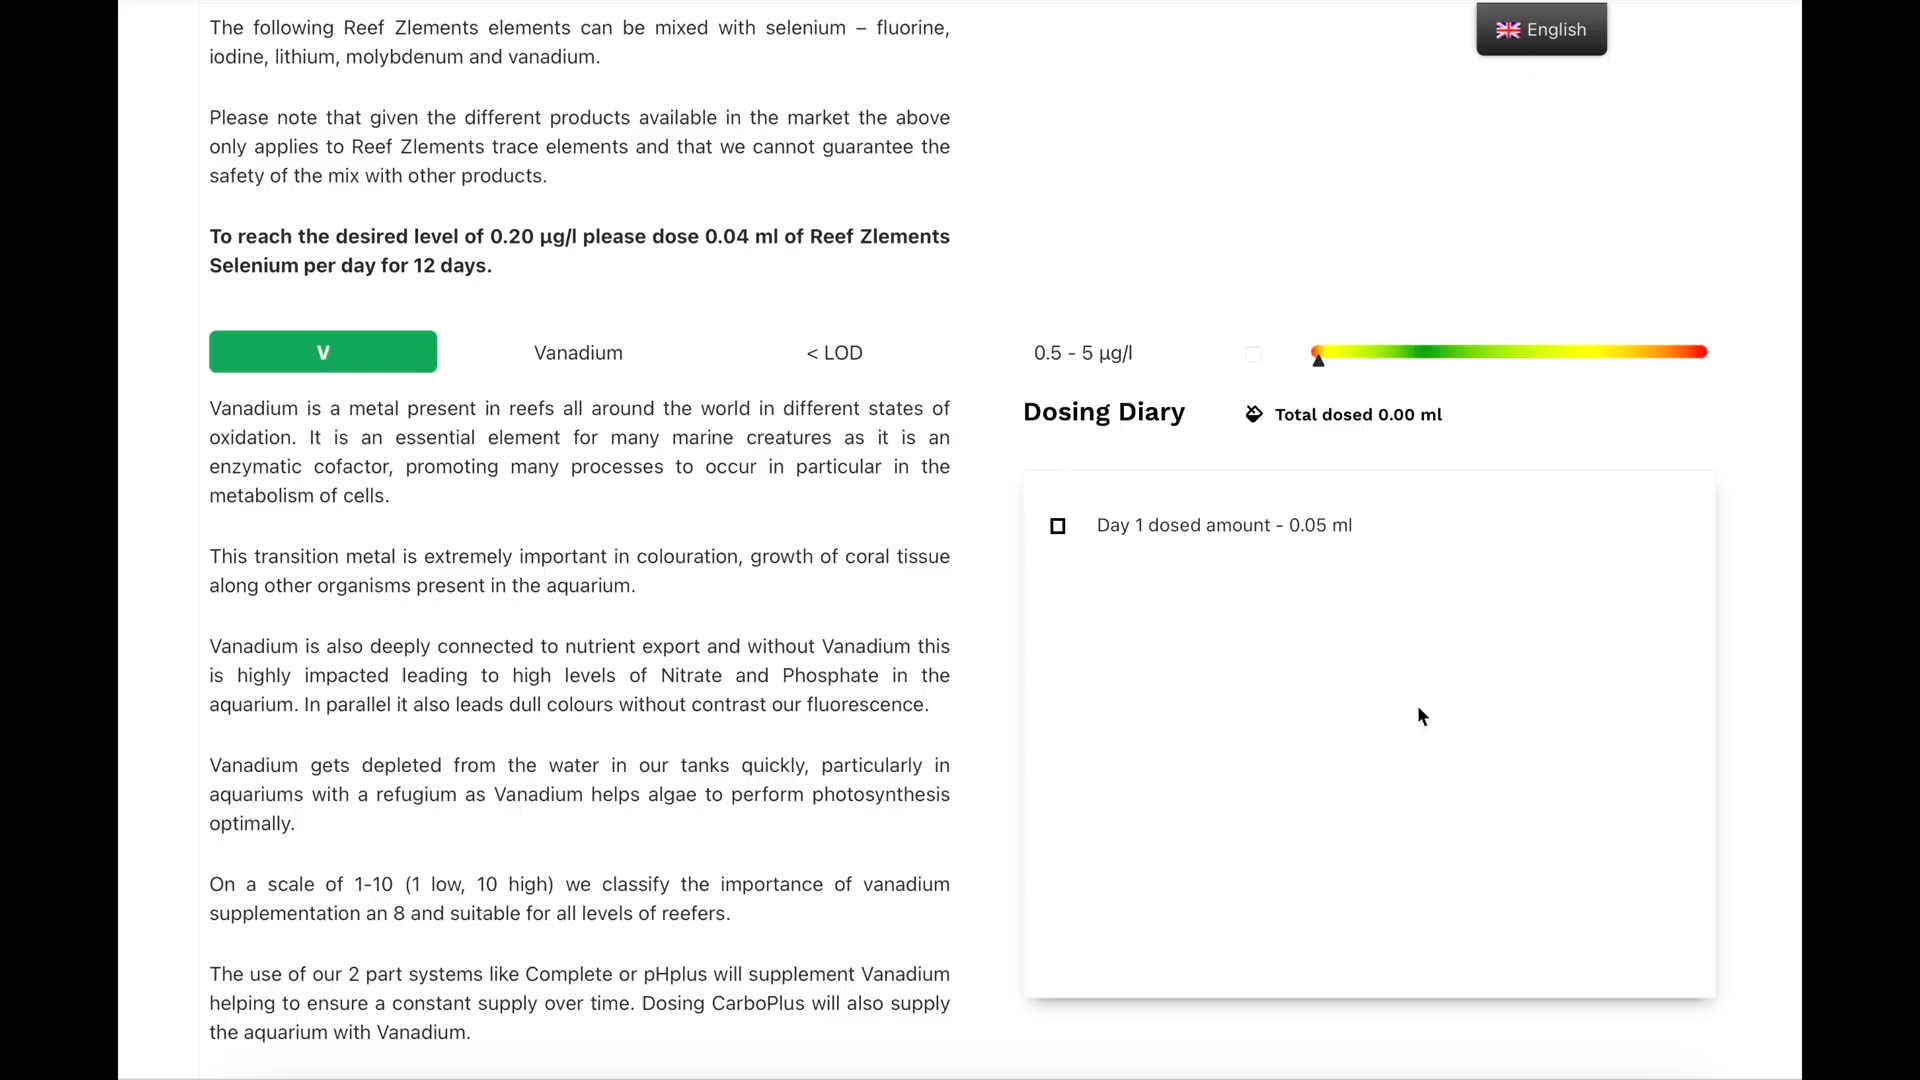 The following Reef Zlements elements can be mixed with selenium – fluorine,
iodine, lithium, molybdenum and vanadium.
English
Please note that given the different products available in the market the above
only applies to Reef Zlements trace elements and that we cannot guarantee the
safety of the mix with other products.
To reach the desired level of 0.20 µg/l please dose 0.04 ml of Reef Zlements
Selenium per day for 12 days.
V Vanadium < LOD 0.5 - 5 µg/l
Vanadium is a metal present in reefs all around the world in different states of
oxidation. It is an essential element for many marine creatures as it is an
enzymatic cofactor, promoting many processes to occur in particular in the
metabolism of cells.
This transition metal is extremely important in colouration, growth of coral tissue
along other organisms present in the aquarium.
Vanadium is also deeply connected to nutrient export and without Vanadium this
is highly impacted leading to high levels of Nitrate and Phosphate in the
aquarium. In parallel it also leads dull colours without contrast our fluorescence.
Vanadium gets depleted from the water in our tanks quickly, particularly in
aquariums with a refugium as Vanadium helps algae to perform photosynthesis
optimally.
On a scale of 1-10 (1 low, 10 high) we classify the importance of vanadium
supplementation an 8 and suitable for all levels of reefers.
The use of our 2 part systems like Complete or pHplus will supplement Vanadium
helping to ensure a constant supply over time. Dosing CarboPlus will also supply
the aquarium with Vanadium.
Dosing Diary Total dosed 0.00 ml
Day 1 dosed amount - 0.05 ml